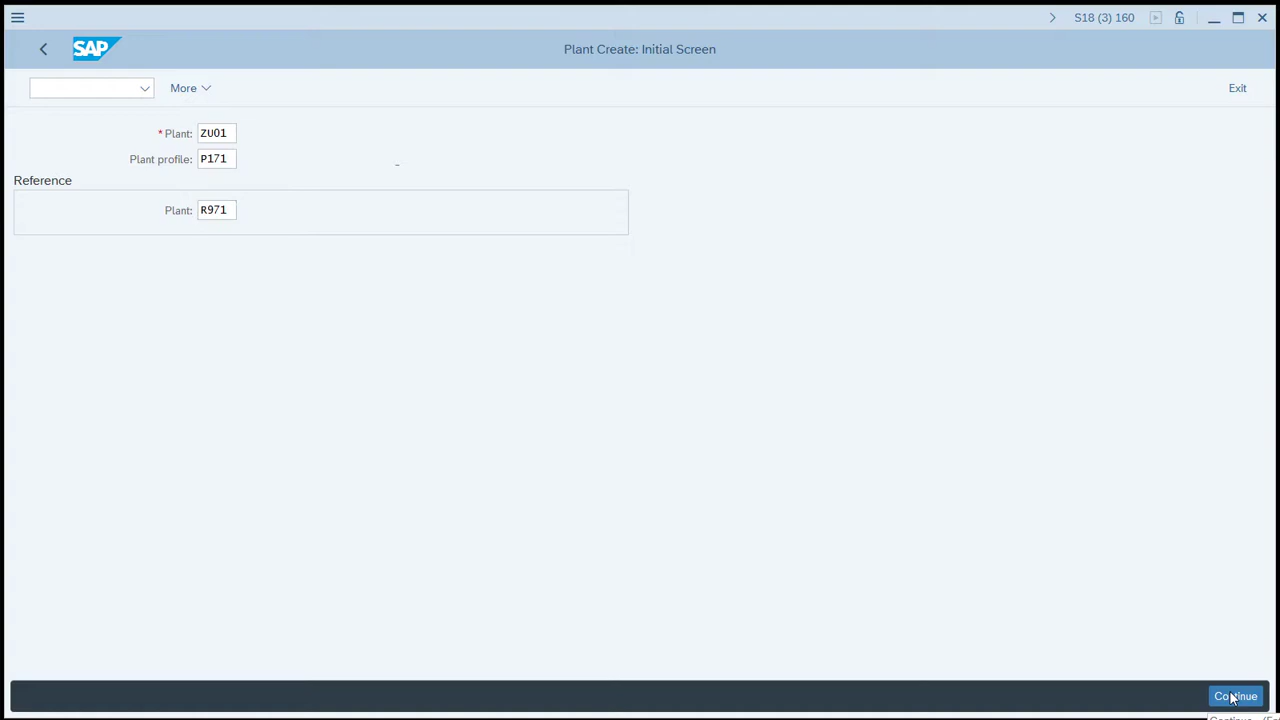 S18 (3) 160
SAP
Plant Create: Initial Screen
More
Exit
* Plant: ZU01
Plant profile: P171
Reference
Plant: R971
Continue